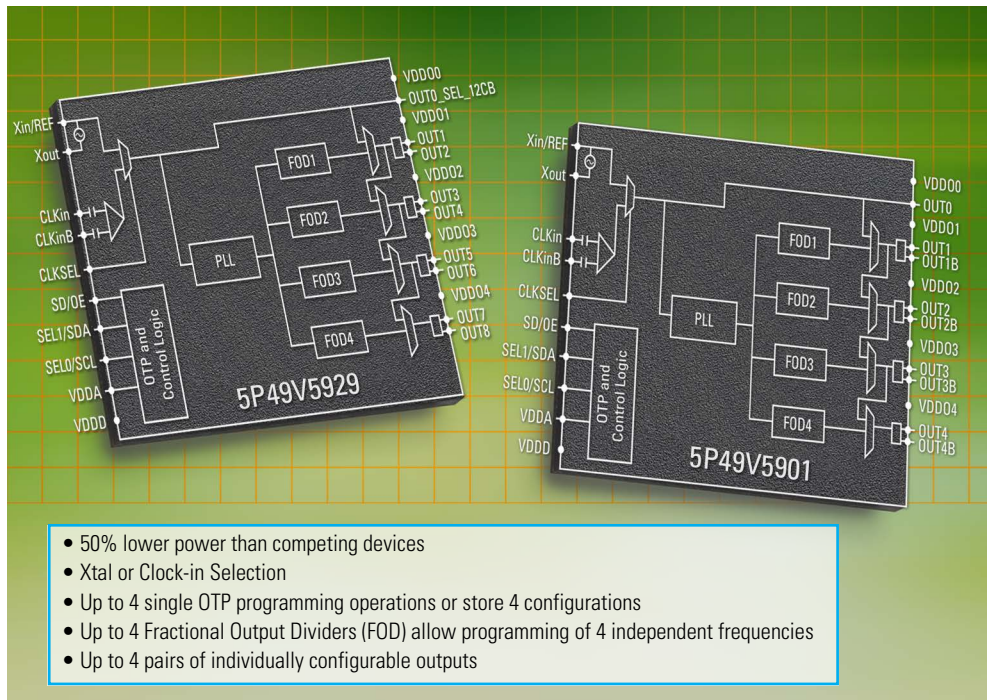 VDDO0
OUT0_SEL_12CB
VDDO1
OUT1
OUT2
VDDO2
OUT3
OUT4
VDDO3
OUT5
OUT6
VDDO4
OUT7
OUT8
Xin/REF
Xout
CLKin
CLKinB
CLKSEL
SD/OE
SEL1/SDA
SEL0/SCL
VDDA
VDDD
FOD1
FOD2
FOD3
FOD4
PLL
OTP and
Control Logic
5P49V5929
Xin/REF
Xout
CLKin
CLKinB
CLKSEL
SD/OE
SEL1/SDA
SEL0/SCL
VDDA
VDDD
VDDO0
OUT0
VDDO1
OUT1
OUT1B
VDDO2
OUT2
OUT2B
VDDO3
OUT3
OUT3B
VDDO4
OUT4
OUT4B
FOD1
FOD2
FOD3
FOD4
PLL
OTP and
Control Logic
5P49V5901
• 50% lower power than competing devices
• Xtal or Clock-in Selection
• Up to 4 single OTP programming operations or store 4 configurations
• Up to 4 Fractional Output Dividers (FOD) allow programming of 4 independent frequencies
• Up to 4 pairs of individually configurable outputs